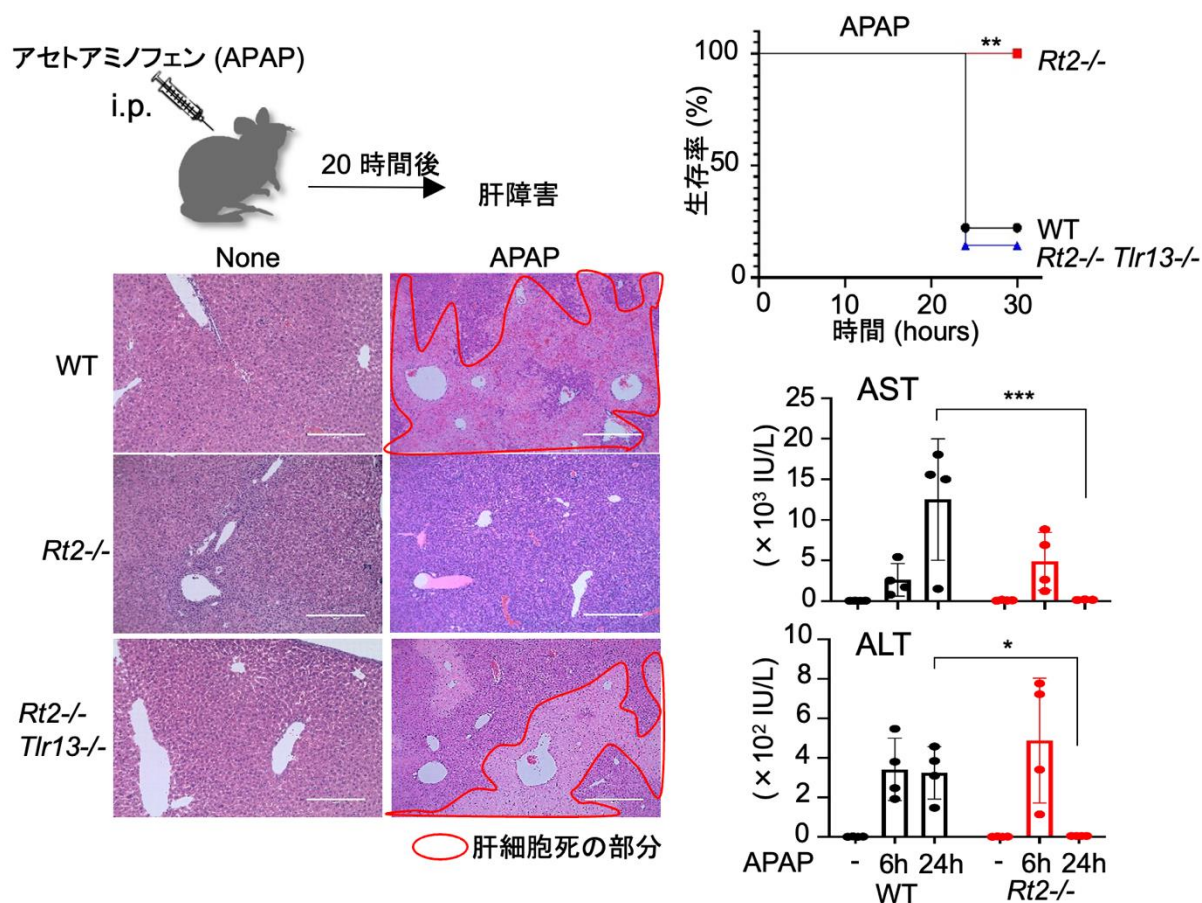 アセトアミノフェン (APAP)
i.p.
20 時間後
肝障害
None
APAP
WT
Rt2-/-
Rt2-/-
Tlr13-/-
肝細胞死の部分
APAP
生存率 (%)
100
50
0
**
Rt2-/-
WT
Rt2-/- Tlr13-/-
0
10
20
30
時間 (hours)
AST
***
(× 10³ IU/L)
25
20
15
10
5
0
ALT
*
(× 10² IU/L)
10
8
6
4
2
0
APAP - 6h 24h - 6h 24h
WT Rt2-/-